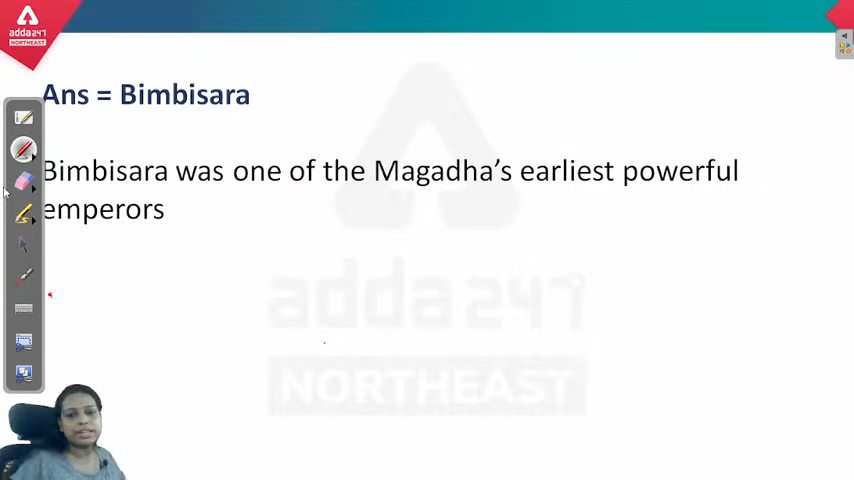 adda247
NORTHEAST
Ans = Bimbisara
Bimbisara was one of the Magadha's earliest powerful
emperors
adda247
NORTHEAST